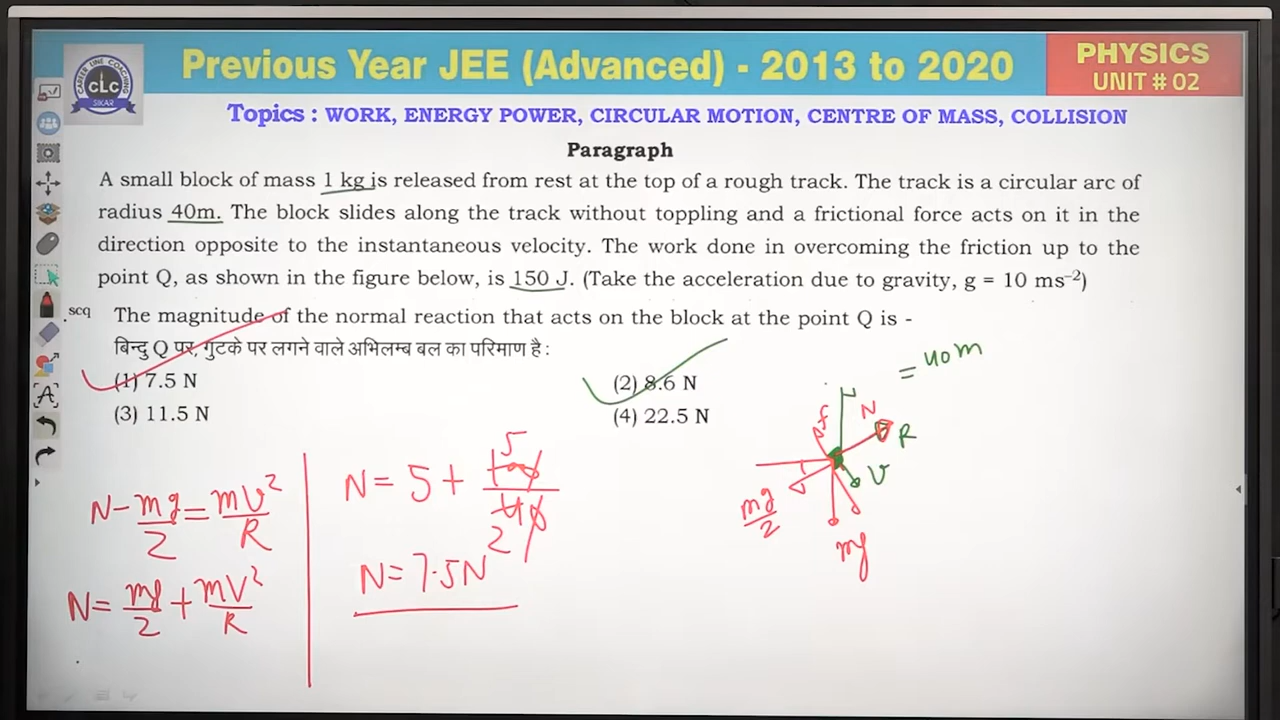 CAREER LINE COACHING
CLC
SIKAR
Previous Year JEE (Advanced) - 2013 to 2020
PHYSICS
UNIT # 02
Topics : WORK, ENERGY POWER, CIRCULAR MOTION, CENTRE OF MASS, COLLISION
Paragraph
A small block of mass 1 kg is released from rest at the top of a rough track. The track is a circular arc of
radius 40m. The block slides along the track without toppling and a frictional force acts on it in the
direction opposite to the instantaneous velocity. The work done in overcoming the friction up to the
point Q, as shown in the figure below, is 150 J. (Take the acceleration due to gravity, g = 10 ms⁻²)
scq The magnitude of the normal reaction that acts on the block at the point Q is -
बिन्दु Q पर, गुटके पर लगने वाले अभिलम्ब बल का परिमाण है :
(1) 7.5 N
(2) 8.6 N
(3) 11.5 N
(4) 22.5 N
= 40m
f
N
R
V
mg/2
mg
N - mg/2 = mV²/R
N = mg/2 + mV²/R
5
N = 5 +
2
N = 7.5N